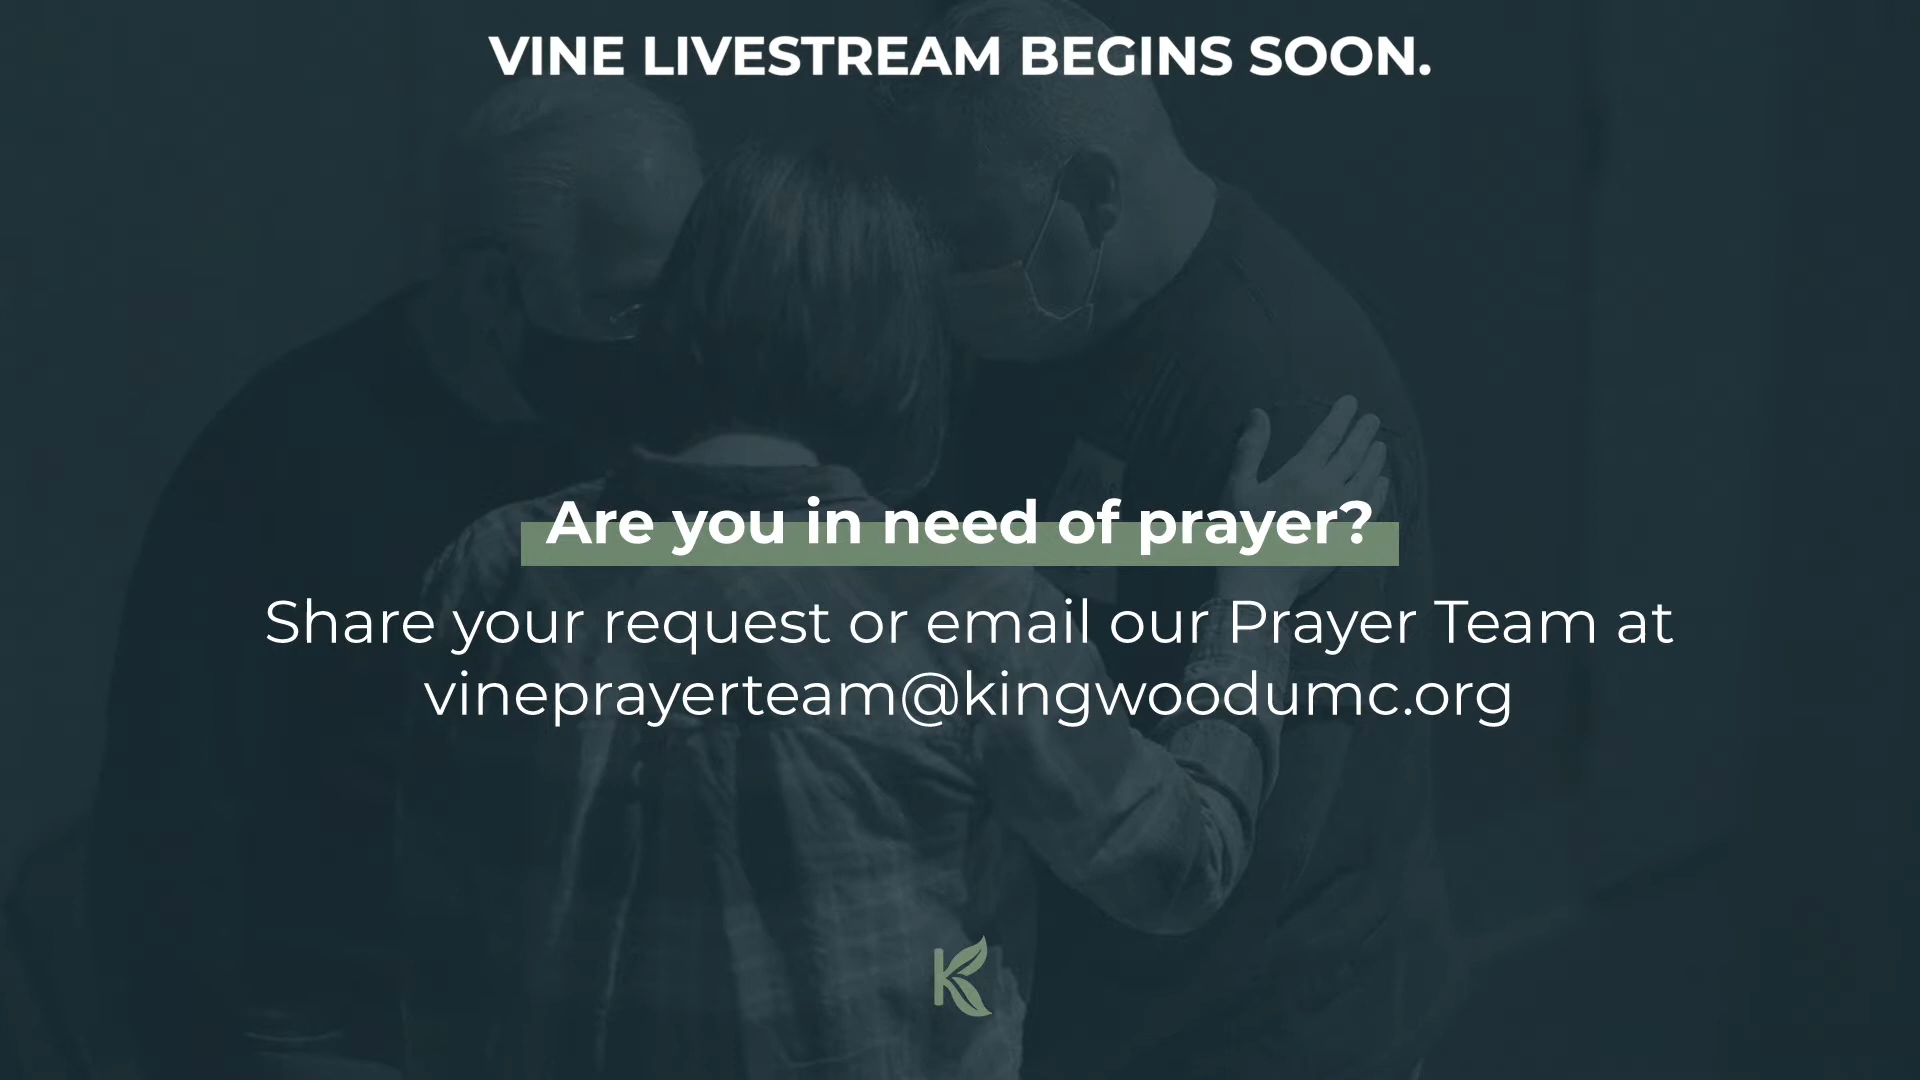 VINE LIVESTREAM BEGINS SOON.
Are you in need of prayer?
Share your request or email our Prayer Team at
vineprayerteam@kingwoodumc.org
K